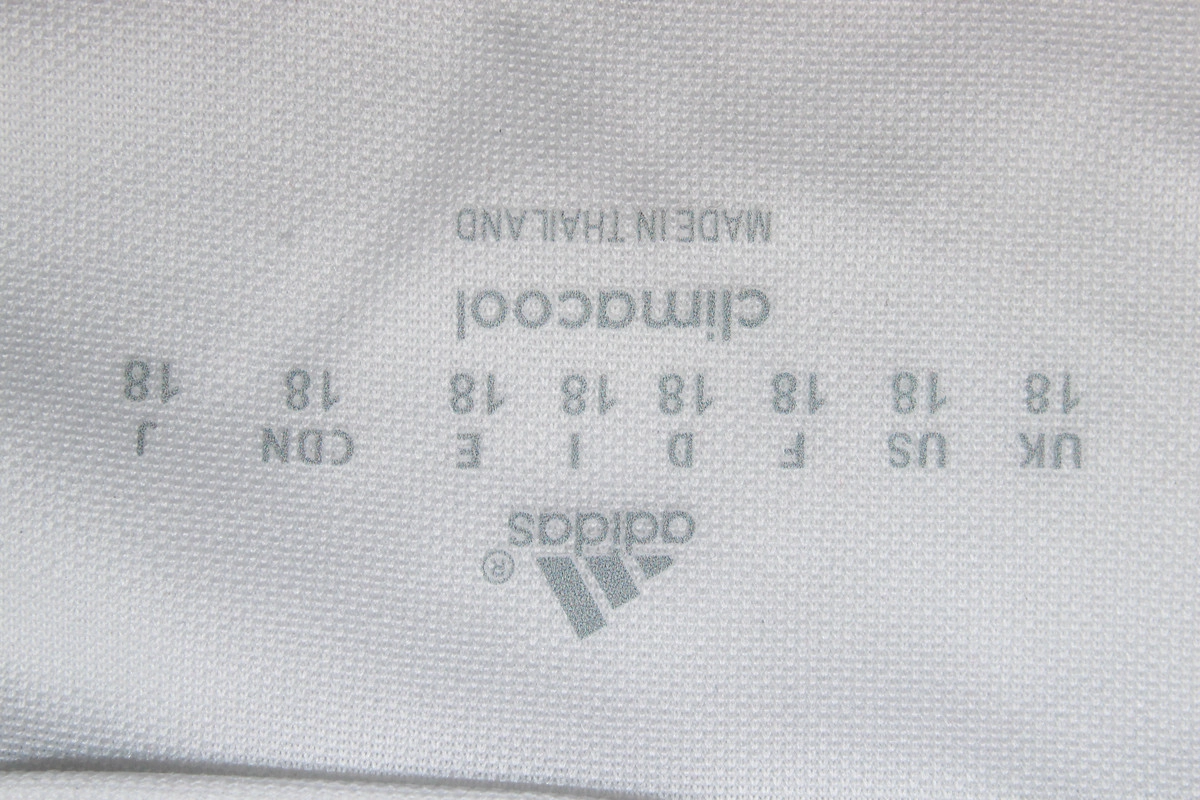 adidas®
UK US F D I E CDN J
18 18 18 18 18 18 18 18
climacool
MADE IN THAILAND